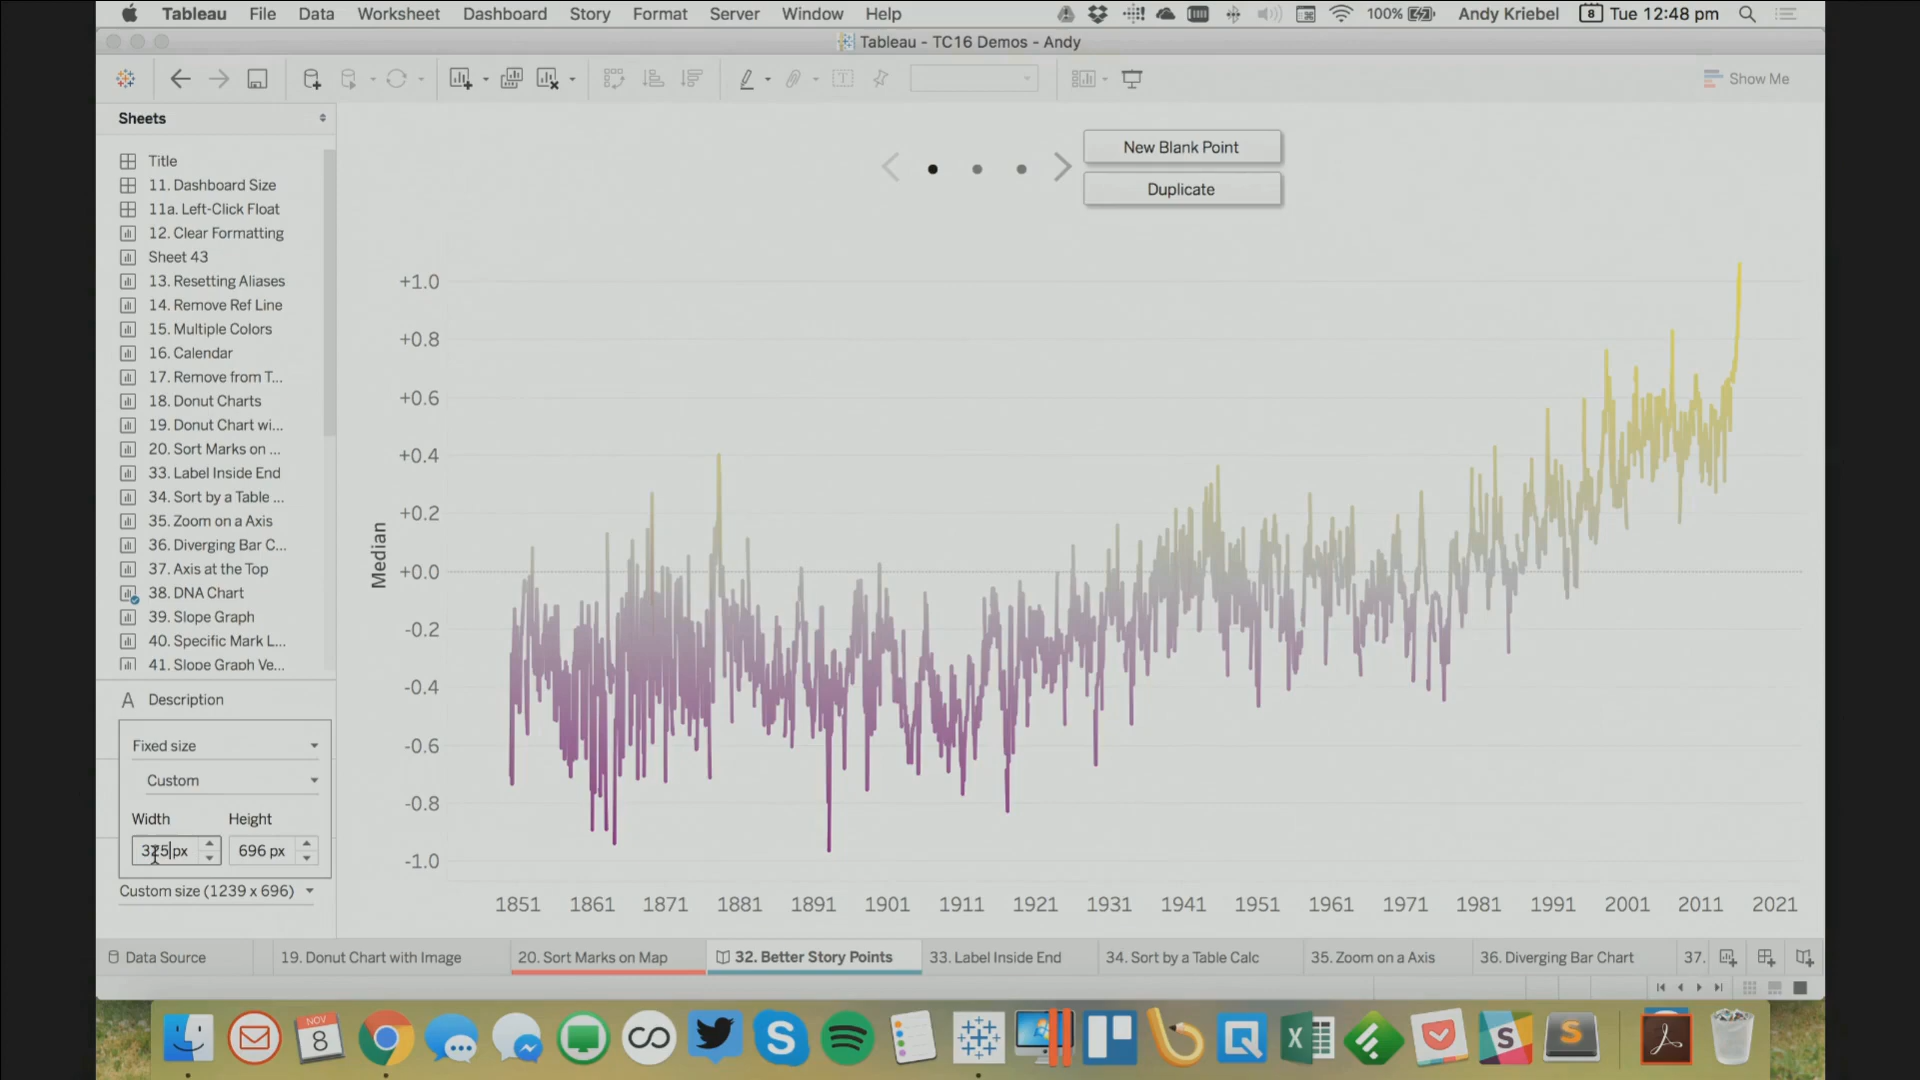 Tableau File Data Worksheet Dashboard Story Format Server Window Help 100% Andy Kriebel 8 Tue 12:48 pm
Tableau - TC16 Demos - Andy
Show Me
Sheets
New Blank Point
Duplicate
Title
11. Dashboard Size
11a. Left-Click Float
12. Clear Formatting
Sheet 43
13. Resetting Aliases
14. Remove Ref Line
15. Multiple Colors
16. Calendar
17. Remove from T...
18. Donut Charts
19. Donut Chart wi...
20. Sort Marks on ...
33. Label Inside End
34. Sort by a Table ...
35. Zoom on a Axis
36. Diverging Bar C...
37. Axis at the Top
38. DNA Chart
39. Slope Graph
40. Specific Mark L...
41. Slope Graph Ve...
A Description
Fixed size
Custom
Width Height
696 px
Custom size (1239 x 696)
Median
+1.0
+0.8
+0.6
+0.4
+0.2
+0.0
-0.2
-0.4
-0.6
-0.8
-1.0
1851 1861 1871 1881 1891 1901 1911 1921 1931 1941 1951 1961 1971 1981 1991 2001 2011 2021
Data Source 19. Donut Chart with Image 20. Sort Marks on Map 32. Better Story Points 33. Label Inside End 34. Sort by a Table Calc 35. Zoom on a Axis 36. Diverging Bar Chart 37.
NOV
8